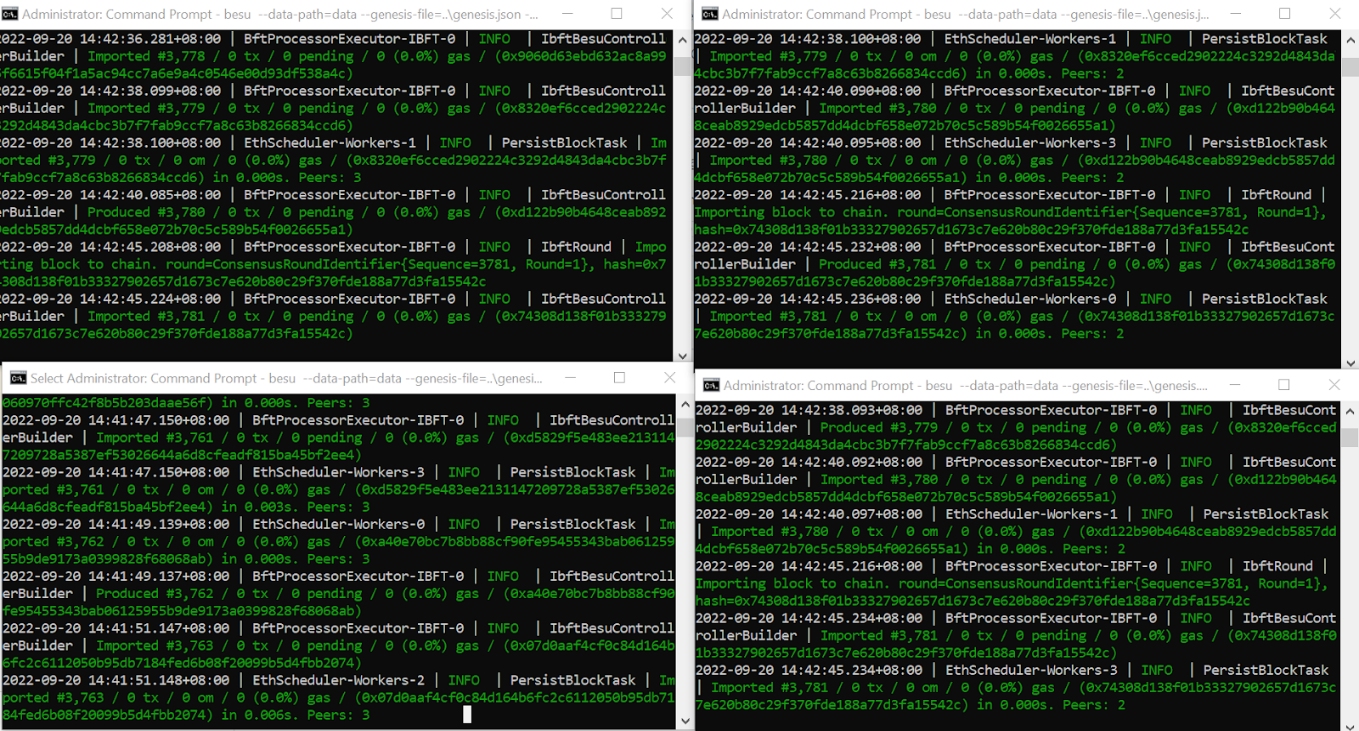 Administrator: Command Prompt - besu --data-path=data --genesis-file=..\genesis.json -...
2022-09-20 14:42:36.281+08:00 | BftProcessorExecutor-IBFT-0 | INFO | IbftBesuControll
erBuilder | Imported #3,778 / 0 tx / 0 pending / 0 (0.0%) gas / (0x9060d63ebd632ac8a99
5f6615f04f1a5ac94cc7a6e9a4c0546e00d93df538a4c)
2022-09-20 14:42:38.099+08:00 | BftProcessorExecutor-IBFT-0 | INFO | IbftBesuControll
erBuilder | Imported #3,779 / 0 tx / 0 pending / 0 (0.0%) gas / (0x8320ef6cced2902224c
3292d4843da4cbc3b7f7fab9ccf7a8c63b8266834ccd6)
2022-09-20 14:42:38.100+08:00 | EthScheduler-Workers-1 | INFO | PersistBlockTask | Im
ported #3,779 / 0 tx / 0 om / 0 (0.0%) gas / (0x8320ef6cced2902224c3292d4843da4cbc3b7f
7fab9ccf7a8c63b8266834ccd6) in 0.000s. Peers: 3
2022-09-20 14:42:40.085+08:00 | BftProcessorExecutor-IBFT-0 | INFO | IbftBesuControll
erBuilder | Produced #3,780 / 0 tx / 0 pending / 0 (0.0%) gas / (0xd122b90b4648ceab892
9edcb5857dd4dcbf658e072b70c5c589b54f0026655a1)
2022-09-20 14:42:45.208+08:00 | BftProcessorExecutor-IBFT-0 | INFO | IbftRound | Impo
rting block to chain. round=ConsensusRoundIdentifier{Sequence=3781, Round=1}, hash=0x7
4308d138f01b33327902657d1673c7e620b80c29f370fde188a77d3fa15542c
2022-09-20 14:42:45.224+08:00 | BftProcessorExecutor-IBFT-0 | INFO | IbftBesuControll
erBuilder | Imported #3,781 / 0 tx / 0 pending / 0 (0.0%) gas / (0x74308d138f01b333279
02657d1673c7e620b80c29f370fde188a77d3fa15542c)
Administrator: Command Prompt - besu --data-path=data --genesis-file=..\genesis.j...
2022-09-20 14:42:38.100+08:00 | EthScheduler-Workers-1 | INFO | PersistBlockTask
| Imported #3,779 / 0 tx / 0 om / 0 (0.0%) gas / (0x8320ef6cced2902224c3292d4843da
4cbc3b7f7fab9ccf7a8c63b8266834ccd6) in 0.000s. Peers: 2
2022-09-20 14:42:40.090+08:00 | BftProcessorExecutor-IBFT-0 | INFO | IbftBesuCont
rollerBuilder | Imported #3,780 / 0 tx / 0 pending / 0 (0.0%) gas / (0xd122b90b464
8ceab8929edcb5857dd4dcbf658e072b70c5c589b54f0026655a1)
2022-09-20 14:42:40.095+08:00 | EthScheduler-Workers-3 | INFO | PersistBlockTask
| Imported #3,780 / 0 tx / 0 om / 0 (0.0%) gas / (0xd122b90b4648ceab8929edcb5857dd
4dcbf658e072b70c5c589b54f0026655a1) in 0.000s. Peers: 2
2022-09-20 14:42:45.216+08:00 | BftProcessorExecutor-IBFT-0 | INFO | IbftRound |
Importing block to chain. round=ConsensusRoundIdentifier{Sequence=3781, Round=1},
hash=0x74308d138f01b33327902657d1673c7e620b80c29f370fde188a77d3fa15542c
2022-09-20 14:42:45.232+08:00 | BftProcessorExecutor-IBFT-0 | INFO | IbftBesuCont
rollerBuilder | Produced #3,781 / 0 tx / 0 pending / 0 (0.0%) gas / (0x74308d138f0
1b33327902657d1673c7e620b80c29f370fde188a77d3fa15542c)
2022-09-20 14:42:45.236+08:00 | EthScheduler-Workers-0 | INFO | PersistBlockTask
| Imported #3,781 / 0 tx / 0 om / 0 (0.0%) gas / (0x74308d138f01b33327902657d1673c
7e620b80c29f370fde188a77d3fa15542c) in 0.000s. Peers: 2
Select Administrator: Command Prompt - besu --data-path=data --genesis-file=..\genesi...
060970ffc42f8b5b203daae56f) in 0.000s. Peers: 3
2022-09-20 14:41:47.150+08:00 | BftProcessorExecutor-IBFT-0 | INFO | IbftBesuControll
erBuilder | Imported #3,761 / 0 tx / 0 pending / 0 (0.0%) gas / (0xd5829f5e483ee213114
7209728a5387ef53026644a6d8cfeadf815ba45bf2ee4)
2022-09-20 14:41:47.150+08:00 | EthScheduler-Workers-3 | INFO | PersistBlockTask | Im
ported #3,761 / 0 tx / 0 om / 0 (0.0%) gas / (0xd5829f5e483ee2131147209728a5387ef53026
644a6d8cfeadf815ba45bf2ee4) in 0.003s. Peers: 3
2022-09-20 14:41:49.139+08:00 | EthScheduler-Workers-0 | INFO | PersistBlockTask | Im
ported #3,762 / 0 tx / 0 om / 0 (0.0%) gas / (0xa40e70bc7b8bb88cf90fe95455343bab061259
55b9de9173a0399828f68068ab) in 0.000s. Peers: 3
2022-09-20 14:41:49.137+08:00 | BftProcessorExecutor-IBFT-0 | INFO | IbftBesuControll
erBuilder | Produced #3,762 / 0 tx / 0 pending / 0 (0.0%) gas / (0xa40e70bc7b8bb88cf90
fe95455343bab06125955b9de9173a0399828f68068ab)
2022-09-20 14:41:51.147+08:00 | BftProcessorExecutor-IBFT-0 | INFO | IbftBesuControll
erBuilder | Imported #3,763 / 0 tx / 0 pending / 0 (0.0%) gas / (0x07d0aaf4cf0c84d164b
6fc2c6112050b95db7184fed6b08f20099b5d4fbb2074)
2022-09-20 14:41:51.148+08:00 | EthScheduler-Workers-2 | INFO | PersistBlockTask | Im
ported #3,763 / 0 tx / 0 om / 0 (0.0%) gas / (0x07d0aaf4cf0c84d164b6fc2c6112050b95db71
84fed6b08f20099b5d4fbb2074) in 0.006s. Peers: 3
Administrator: Command Prompt - besu --data-path=data --genesis-file=..\genesis....
2022-09-20 14:42:38.093+08:00 | BftProcessorExecutor-IBFT-0 | INFO | IbftBesuCont
rollerBuilder | Produced #3,779 / 0 tx / 0 pending / 0 (0.0%) gas / (0x8320ef6cced
2902224c3292d4843da4cbc3b7f7fab9ccf7a8c63b8266834ccd6)
2022-09-20 14:42:40.092+08:00 | BftProcessorExecutor-IBFT-0 | INFO | IbftBesuCont
rollerBuilder | Imported #3,780 / 0 tx / 0 pending / 0 (0.0%) gas / (0xd122b90b464
8ceab8929edcb5857dd4dcbf658e072b70c5c589b54f0026655a1)
2022-09-20 14:42:40.097+08:00 | EthScheduler-Workers-1 | INFO | PersistBlockTask
| Imported #3,780 / 0 tx / 0 om / 0 (0.0%) gas / (0xd122b90b4648ceab8929edcb5857dd
4dcbf658e072b70c5c589b54f0026655a1) in 0.000s. Peers: 2
2022-09-20 14:42:45.216+08:00 | BftProcessorExecutor-IBFT-0 | INFO | IbftRound |
Importing block to chain. round=ConsensusRoundIdentifier{Sequence=3781, Round=1},
hash=0x74308d138f01b33327902657d1673c7e620b80c29f370fde188a77d3fa15542c
2022-09-20 14:42:45.234+08:00 | BftProcessorExecutor-IBFT-0 | INFO | IbftBesuCont
rollerBuilder | Imported #3,781 / 0 tx / 0 pending / 0 (0.0%) gas / (0x74308d138f0
1b33327902657d1673c7e620b80c29f370fde188a77d3fa15542c)
2022-09-20 14:42:45.234+08:00 | EthScheduler-Workers-3 | INFO | PersistBlockTask
| Imported #3,781 / 0 tx / 0 om / 0 (0.0%) gas / (0x74308d138f01b33327902657d1673c
7e620b80c29f370fde188a77d3fa15542c) in 0.000s. Peers: 2